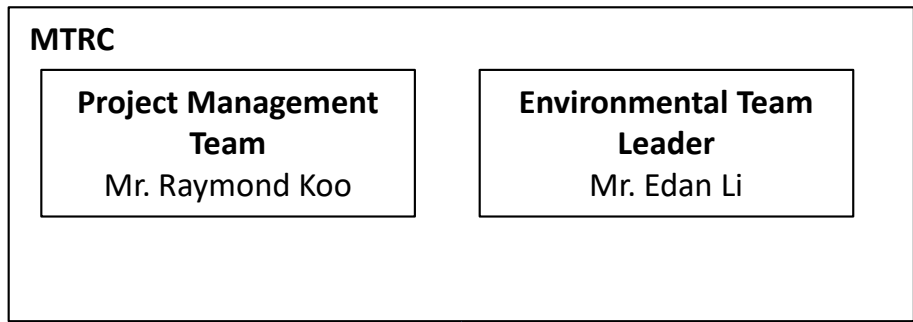 MTRC
Project Management
Team
Mr. Raymond Koo
Environmental Team
Leader
Mr. Edan Li